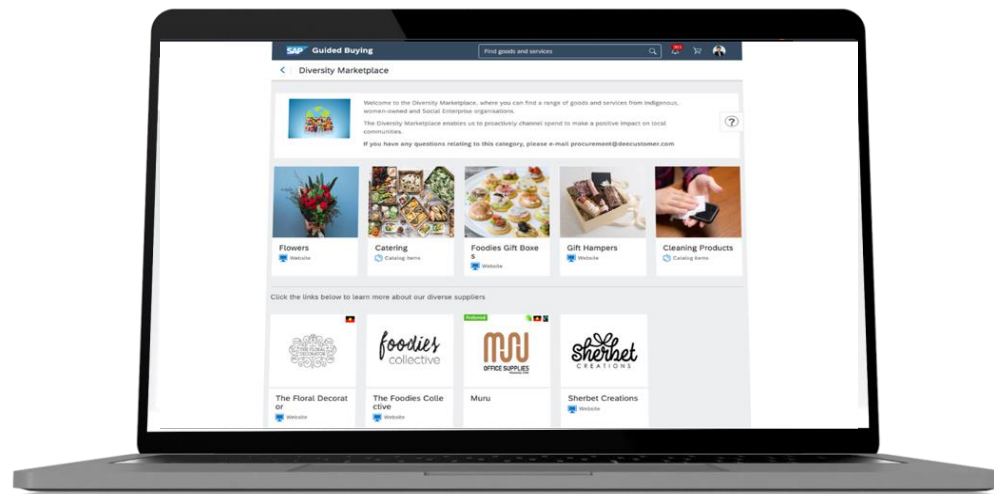 SAP Guided Buying
Find goods and services
Diversity Marketplace
Welcome to the Diversity Marketplace, where you can find a range of goods and services from indigenous,
women-owned and Social Enterprise organisations.
The Diversity Marketplace enables us to proactively channel spend to make a positive impact on local
communities.
If you have any questions relating to this category, please e-mail procurement@deecustomer.com
?
Flowers
Website
Catering
Catalog items
Foodies Gift Boxe
s
Website
Gift Hampers
Website
Cleaning Products
Catalog items
Click the links below to learn more about our diverse suppliers
THE FLORAL
DECORATOR
The Floral Decorat
or
Website
foodies
collective
The Foodies Colle
ctive
Website
Preferred
OFFICE SUPPLIES
Muru
Sherbet
CREATIONS
Sherbet Creations
Website